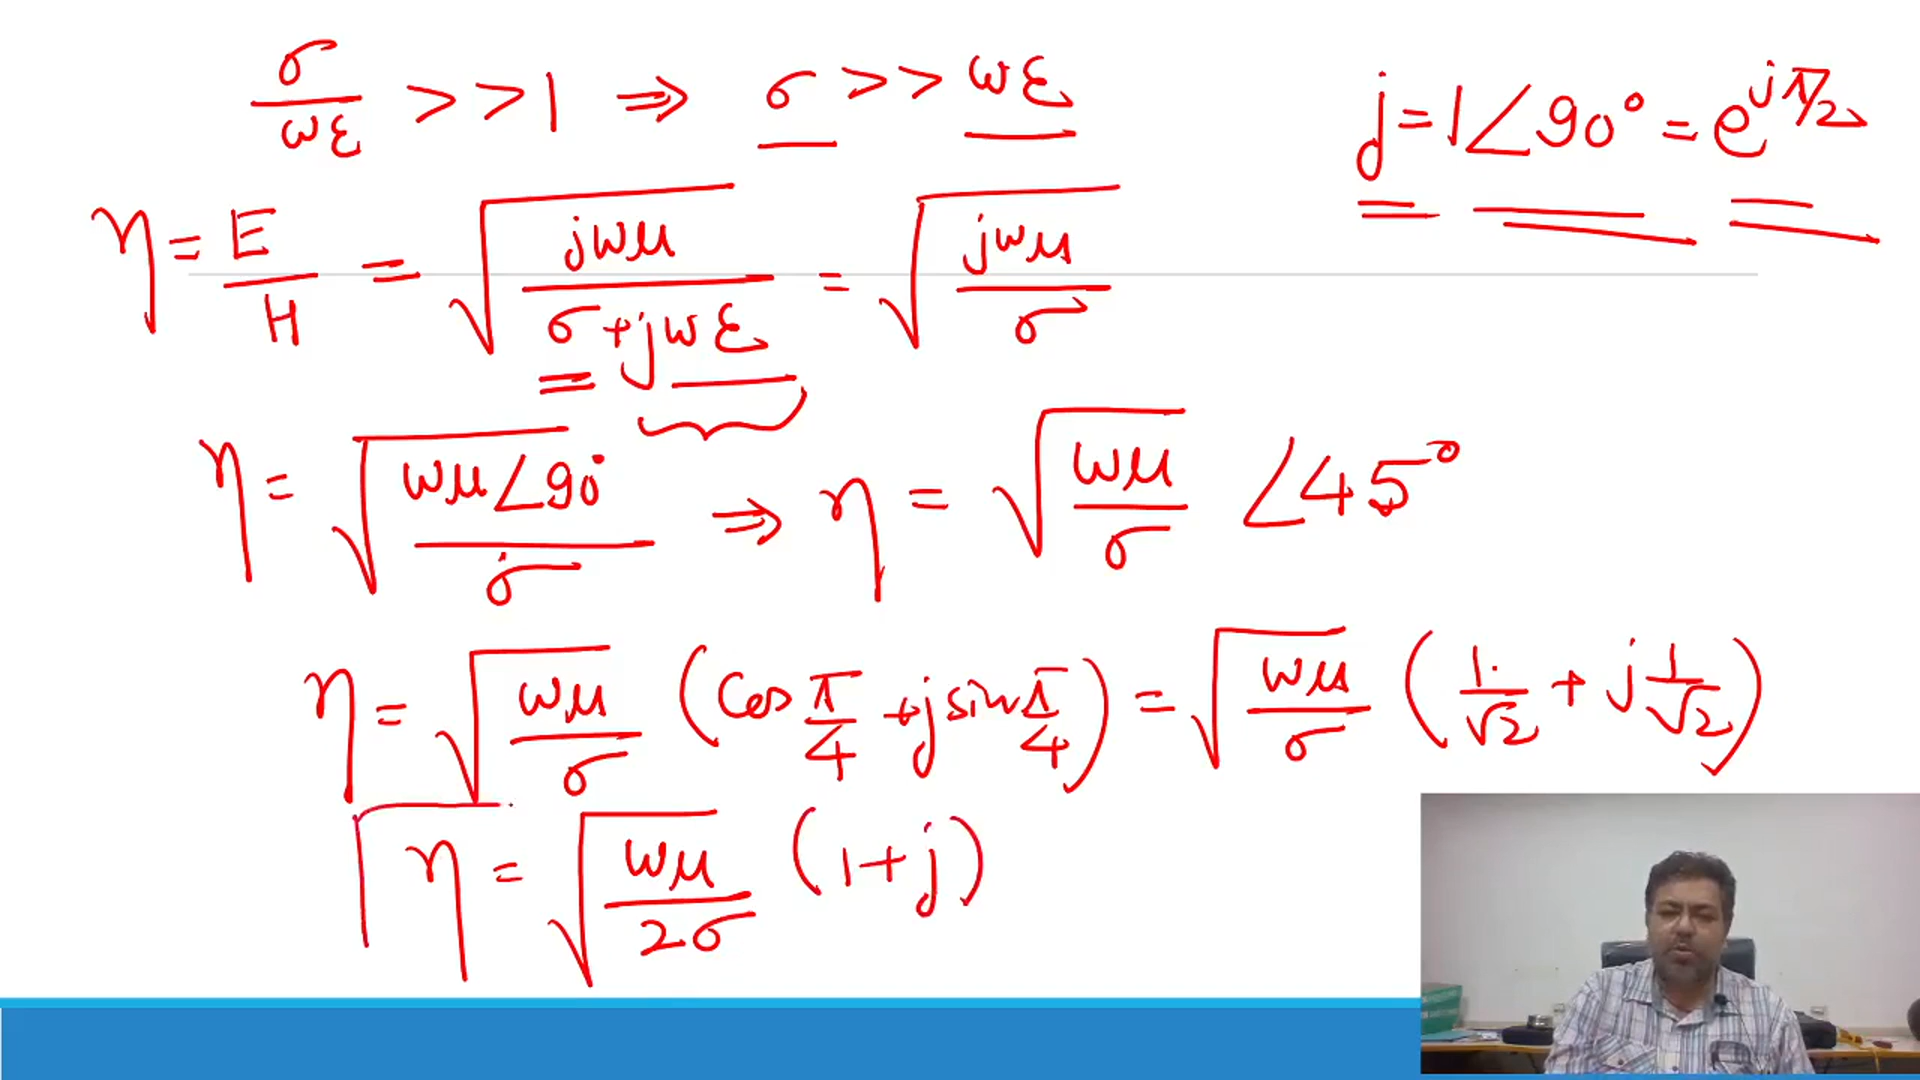 σ/ωε >>1 ⇒ σ >> ωε
j = 1∠90° = e^(jπ/2)
η = E/H = √(jωμ/(σ+jωε)) = √(jωμ/σ)
η = √(ωμ∠90°/σ) ⇒ η = √(ωμ/σ) ∠45°
η = √(ωμ/σ) (cos π/4 + j sin π/4) = √(ωμ/σ) (1/√2 + j 1/√2)
η = √(ωμ/2σ) (1+j)